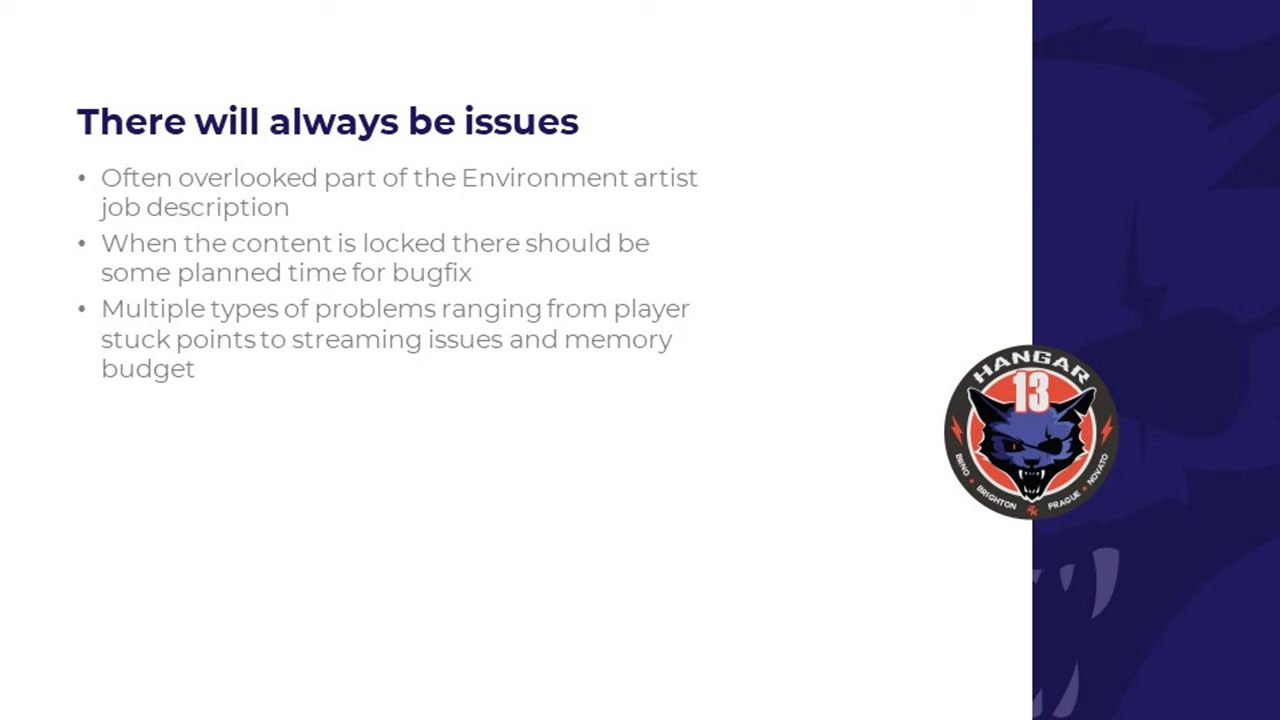 There will always be issues
• Often overlooked part of the Environment artist
job description
• When the content is locked there should be
some planned time for bugfix
• Multiple types of problems ranging from player
stuck points to streaming issues and memory
budget
HANGAR
13
BRNO • BRIGHTON 2K PRAGUE • NOVATO